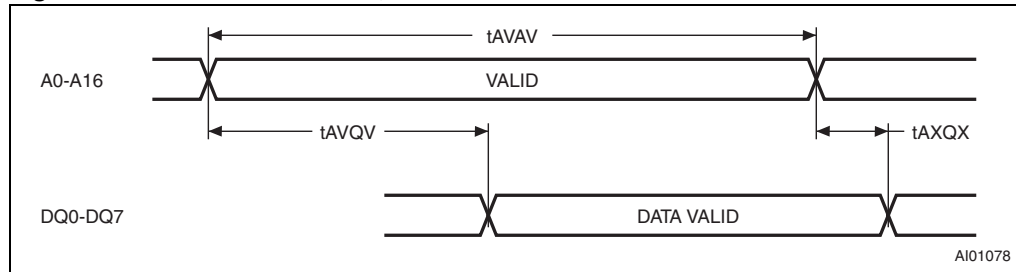 tAVAV
A0-A16
VALID
tAVQV
tAXQX
DQ0-DQ7
DATA VALID
AI01078